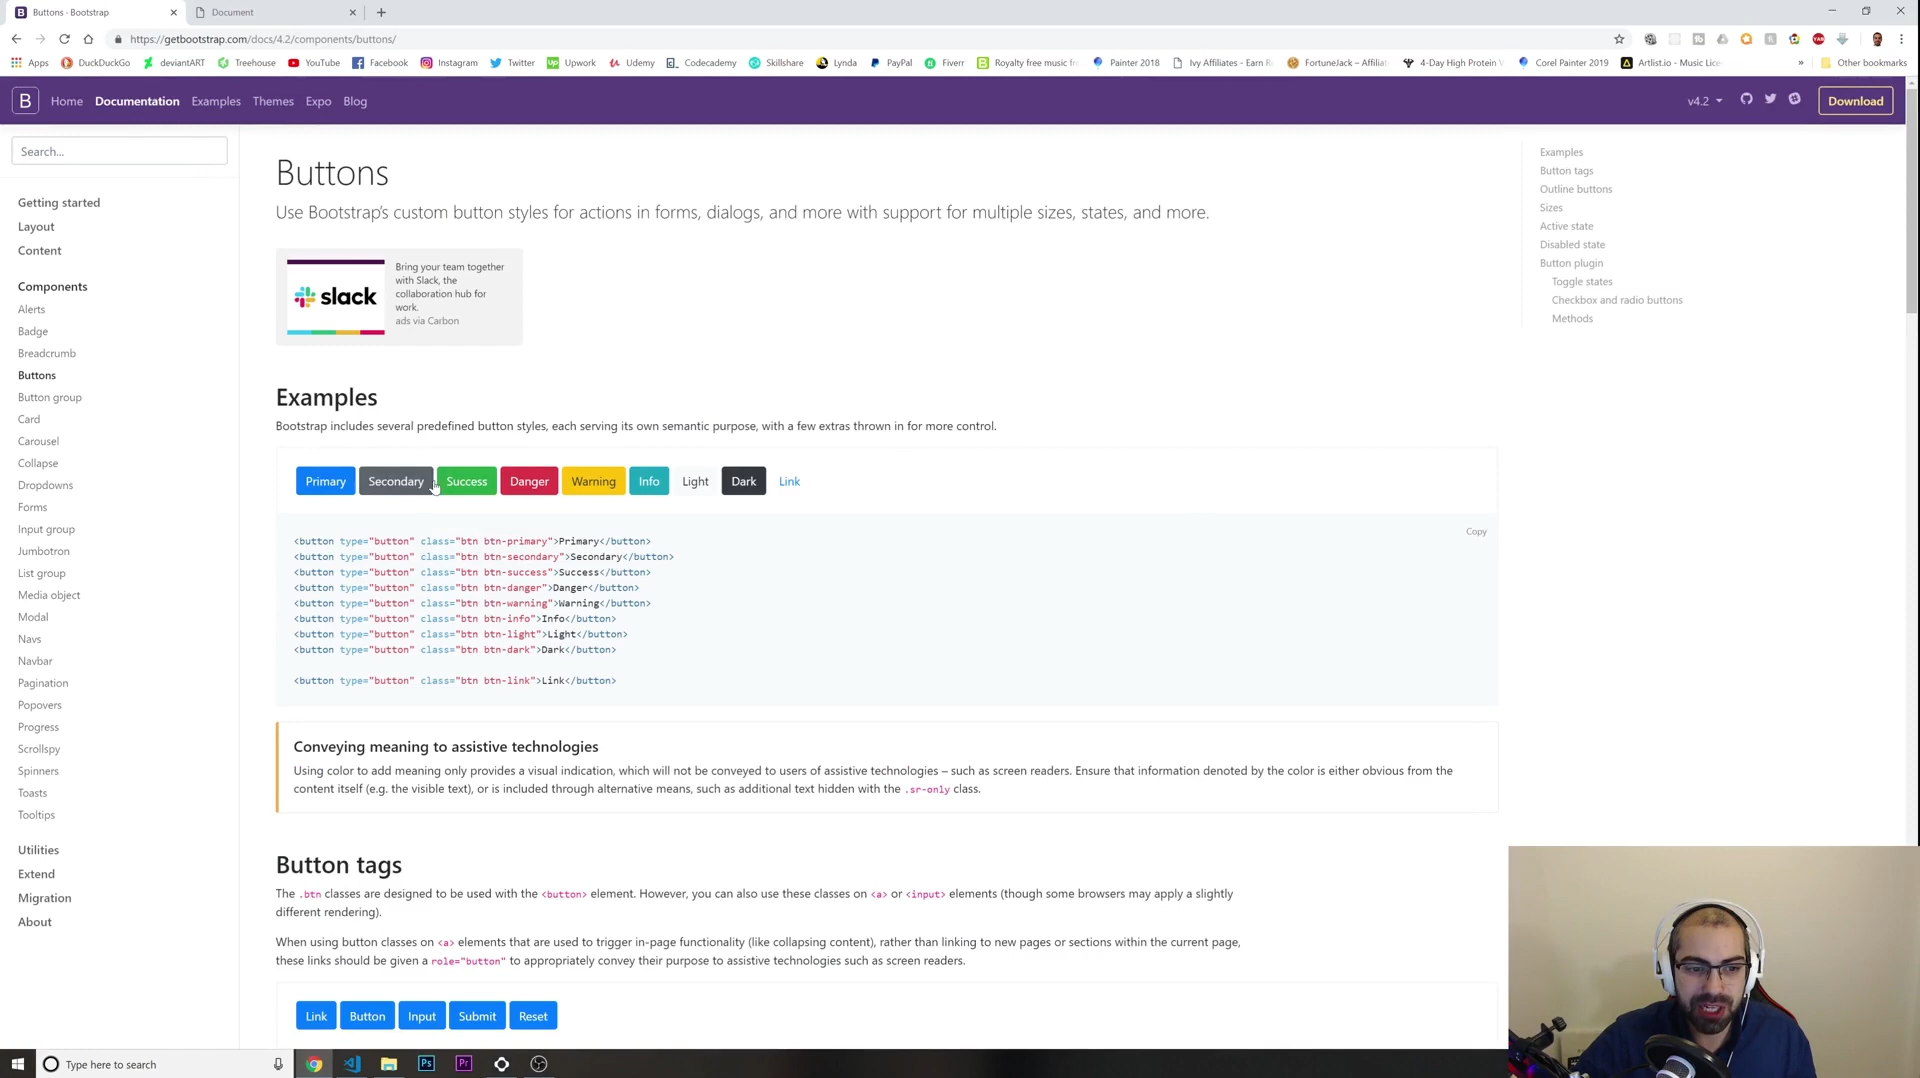 Buttons · Bootstrap
Document
https://getbootstrap.com/docs/4.2/components/buttons/
Apps DuckDuckGo deviantART Treehouse YouTube Facebook Instagram Twitter Upwork Udemy Codecademy Skillshare Lynda PayPal Fiverr Royalty free music Painter 2018 Ivy Affiliates - Earn FortuneJack – Affilia 4-Day High Protein Corel Painter 2019 Artlist.io - Music Lice » Other bookmarks
B Home Documentation Examples Themes Expo Blog v4.2 Download
Search...
Getting started
Layout
Content
Components
Alerts
Badge
Breadcrumb
Buttons
Button group
Card
Carousel
Collapse
Dropdowns
Forms
Input group
Jumbotron
List group
Media object
Modal
Navs
Navbar
Pagination
Popovers
Progress
Scrollspy
Spinners
Toasts
Tooltips
Utilities
Extend
Migration
About
Buttons
Use Bootstrap's custom button styles for actions in forms, dialogs, and more with support for multiple sizes, states, and more.
slack
Bring your team together
with Slack, the
collaboration hub for
work.
ads via Carbon
Examples
Bootstrap includes several predefined button styles, each serving its own semantic purpose, with a few extras thrown in for more control.
Primary Secondary Success Danger Warning Info Light Dark Link
Copy
<button type="button" class="btn btn-primary">Primary</button>
<button type="button" class="btn btn-secondary">Secondary</button>
<button type="button" class="btn btn-success">Success</button>
<button type="button" class="btn btn-danger">Danger</button>
<button type="button" class="btn btn-warning">Warning</button>
<button type="button" class="btn btn-info">Info</button>
<button type="button" class="btn btn-light">Light</button>
<button type="button" class="btn btn-dark">Dark</button>
<button type="button" class="btn btn-link">Link</button>
Conveying meaning to assistive technologies
Using color to add meaning only provides a visual indication, which will not be conveyed to users of assistive technologies – such as screen readers. Ensure that information denoted by the color is either obvious from the
content itself (e.g. the visible text), or is included through alternative means, such as additional text hidden with the .sr-only class.
Button tags
The .btn classes are designed to be used with the <button> element. However, you can also use these classes on <a> or <input> elements (though some browsers may apply a slightly
different rendering).
When using button classes on <a> elements that are used to trigger in-page functionality (like collapsing content), rather than linking to new pages or sections within the current page,
these links should be given a role="button" to appropriately convey their purpose to assistive technologies such as screen readers.
Link Button Input Submit Reset
Examples
Button tags
Outline buttons
Sizes
Active state
Disabled state
Button plugin
Toggle states
Checkbox and radio buttons
Methods
Type here to search
Ps Pr